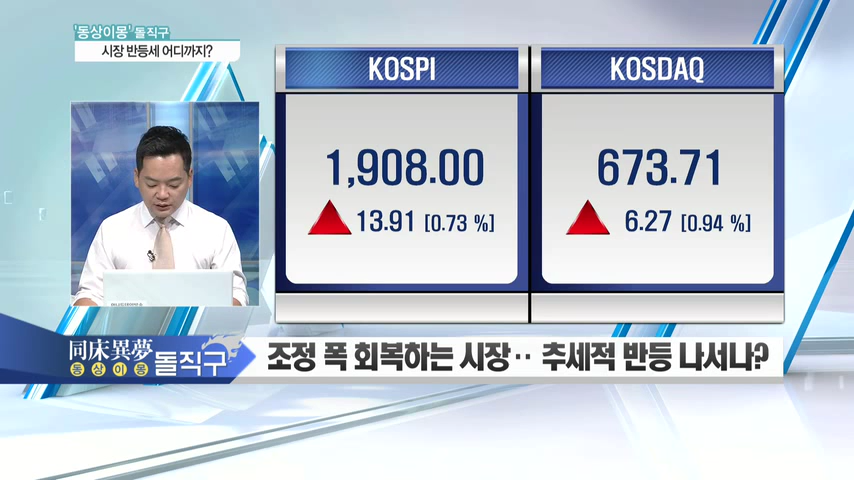 '동상이몽' 돌직구
시장 반등세 어디까지?
KOSPI
1,908.00
▲ 13.91 [0.73 %]
KOSDAQ
673.71
▲ 6.27 [0.94 %]
同床異夢
동상이몽
돌직구
조정 폭 회복하는 시장‥ 추세적 반등 나서나?